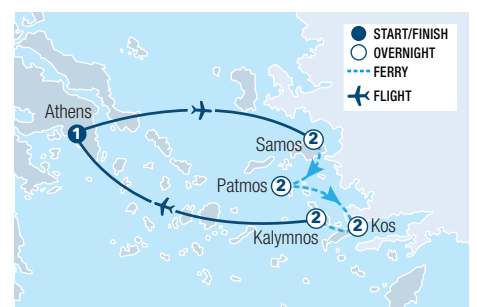 START/FINISH
OVERNIGHT
FERRY
FLIGHT
Athens
1
Samos 2
Patmos 2
2
Kalymnos
2 Kos